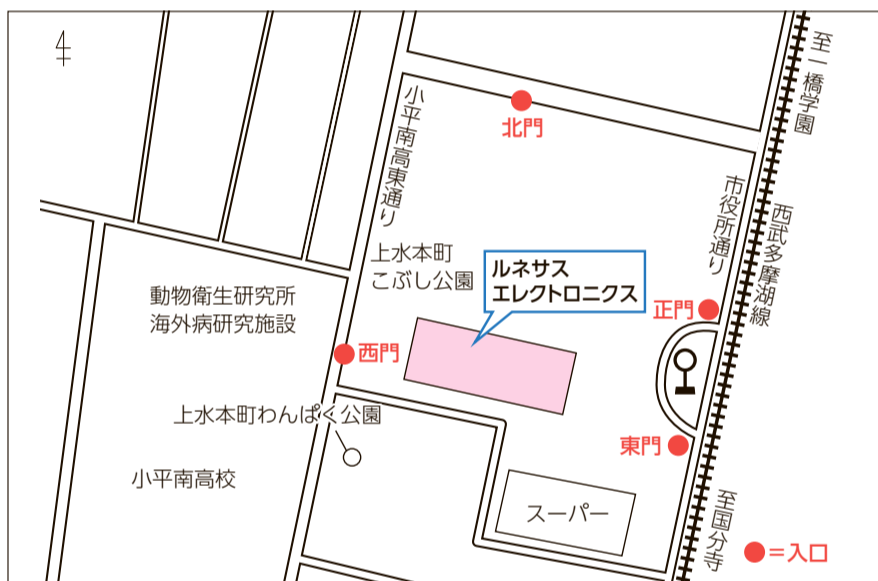 至一橋学園
北門
小平南高東通り
市役所通り
西武多摩湖線
上水本町
こぶし公園
ルネサス
エレクトロニクス
動物衛生研究所
海外病研究施設
正門
西門
上水本町わんぱく公園
東門
小平南高校
スーパー
至国分寺
●=入口